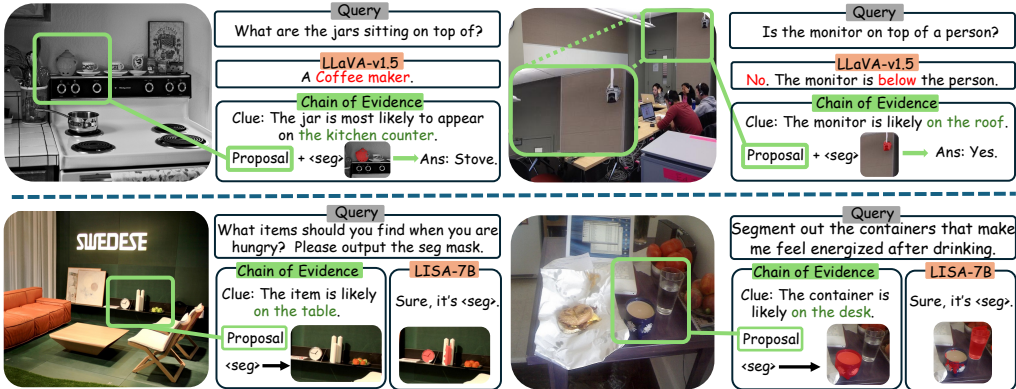 Query
What are the jars sitting on top of?
LLaVA-v1.5
A Coffee maker.
Chain of Evidence
Clue: The jar is most likely to appear
on the kitchen counter.
Proposal + <seg> Ans: Stove.
Query
Is the monitor on top of a person?
LLaVA-v1.5
No. The monitor is below the person.
Chain of Evidence
Clue: The monitor is likely on the roof.
Proposal + <seg> Ans: Yes.
SWEDESE
Query
What items should you find when you are
hungry? Please output the seg mask.
Chain of Evidence
Clue: The item is likely
on the table.
Proposal
<seg>
LISA-7B
Sure, it's <seg>.
Query
Segment out the containers that make
me feel energized after drinking.
Chain of Evidence
Clue: The container is
likely on the desk.
Proposal
<seg>
LISA-7B
Sure, it's <seg>.